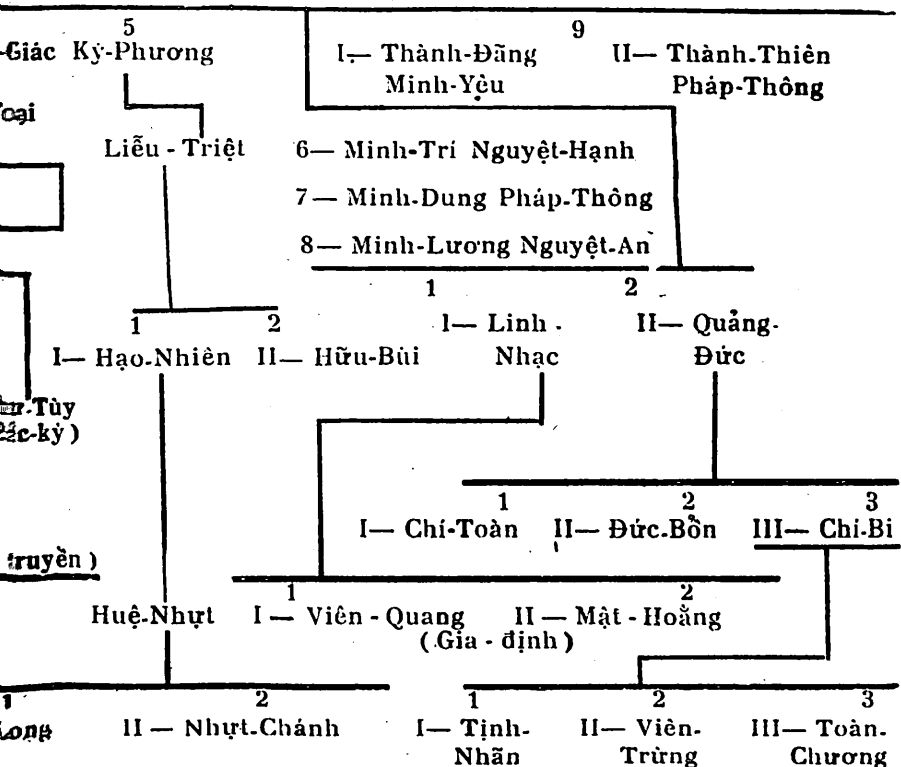 5 9
-Giác Kỳ-Phương I— Thành-Đẳng II— Thành-Thiên
Minh-Yêu Pháp-Thông
Liễu - Triệt 6— Minh-Trí Nguyệt-Hạnh
7— Minh-Dung Pháp-Thông
8— Minh-Lương Nguyệt-An
1 2
1 2 I— Linh- II— Quảng-
I— Hạo-Nhiên II— Hữu-Bùi Nhạc Đức
-Tùy
-kỳ)
1 2 3
I— Chí-Toàn II— Đức-Bổn III— Chí-Bi
truyền)
1 2
Huệ-Nhựt I— Viên-Quang II— Mật-Hoằng
(Gia-định)
1 2 1 2 3
II— Nhựt-Chánh I— Tịnh- II— Viên- III— Toàn-
Nhãn Trừng Chương